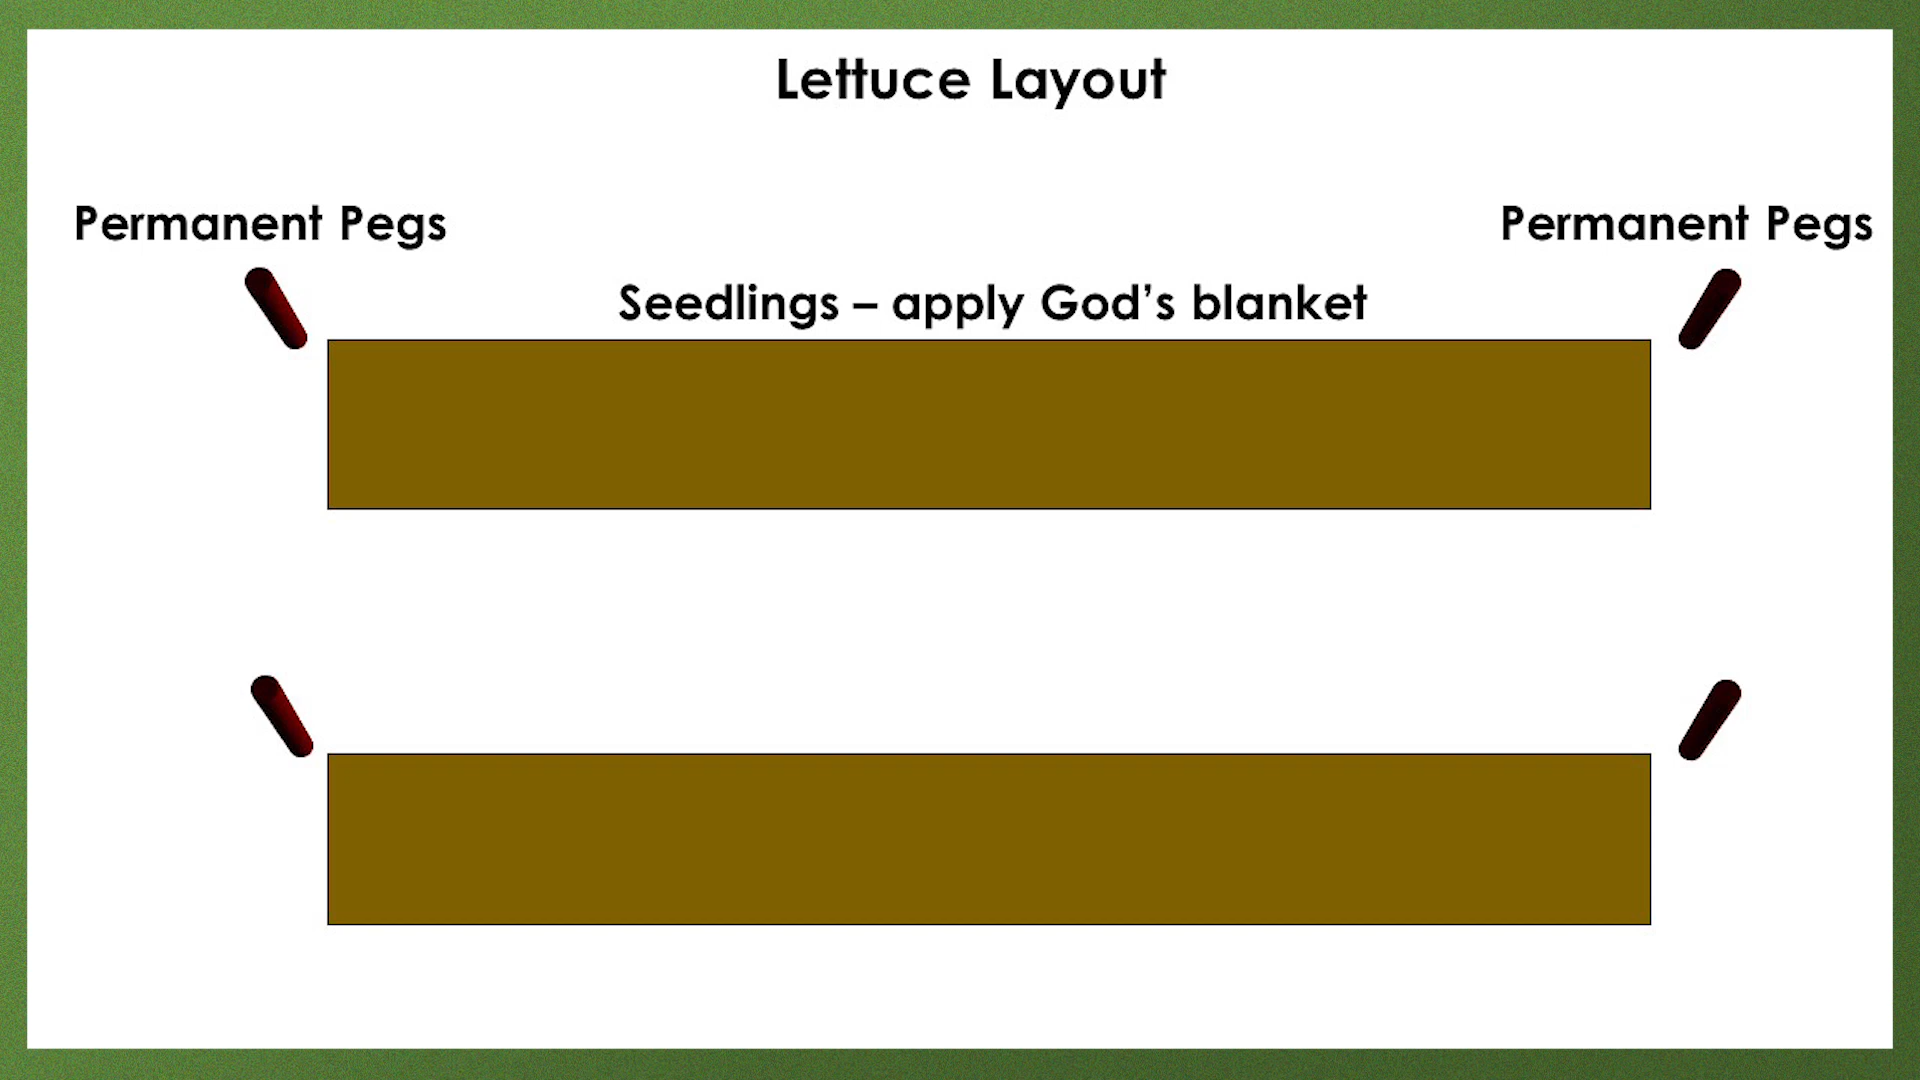 Lettuce Layout
Permanent Pegs
Permanent Pegs
Seedlings – apply God’s blanket